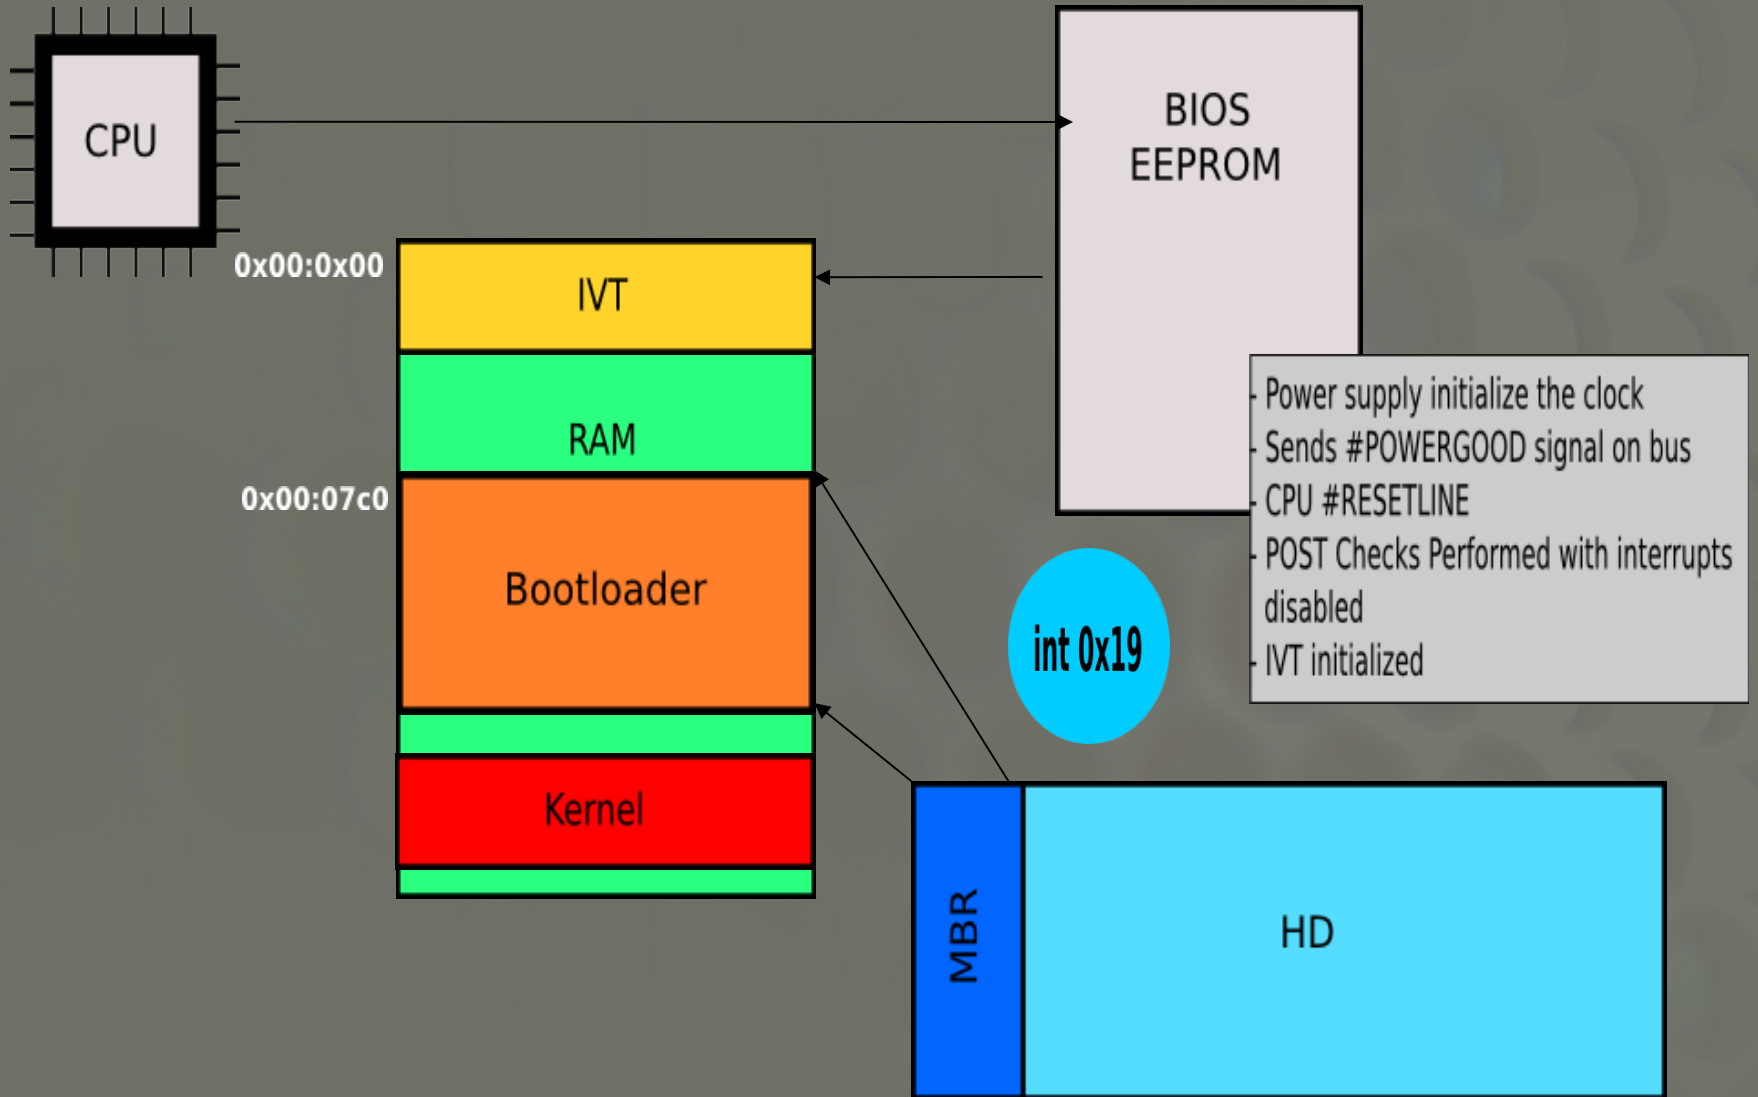 CPU
BIOS
EEPROM
0x00:0x00
IVT
RAM
0x00:07c0
Bootloader
Kernel
- Power supply initialize the clock
- Sends #POWERGOOD signal on bus
- CPU #RESETLINE
- POST Checks Performed with interrupts
disabled
- IVT initialized
int 0x19
MBR
HD